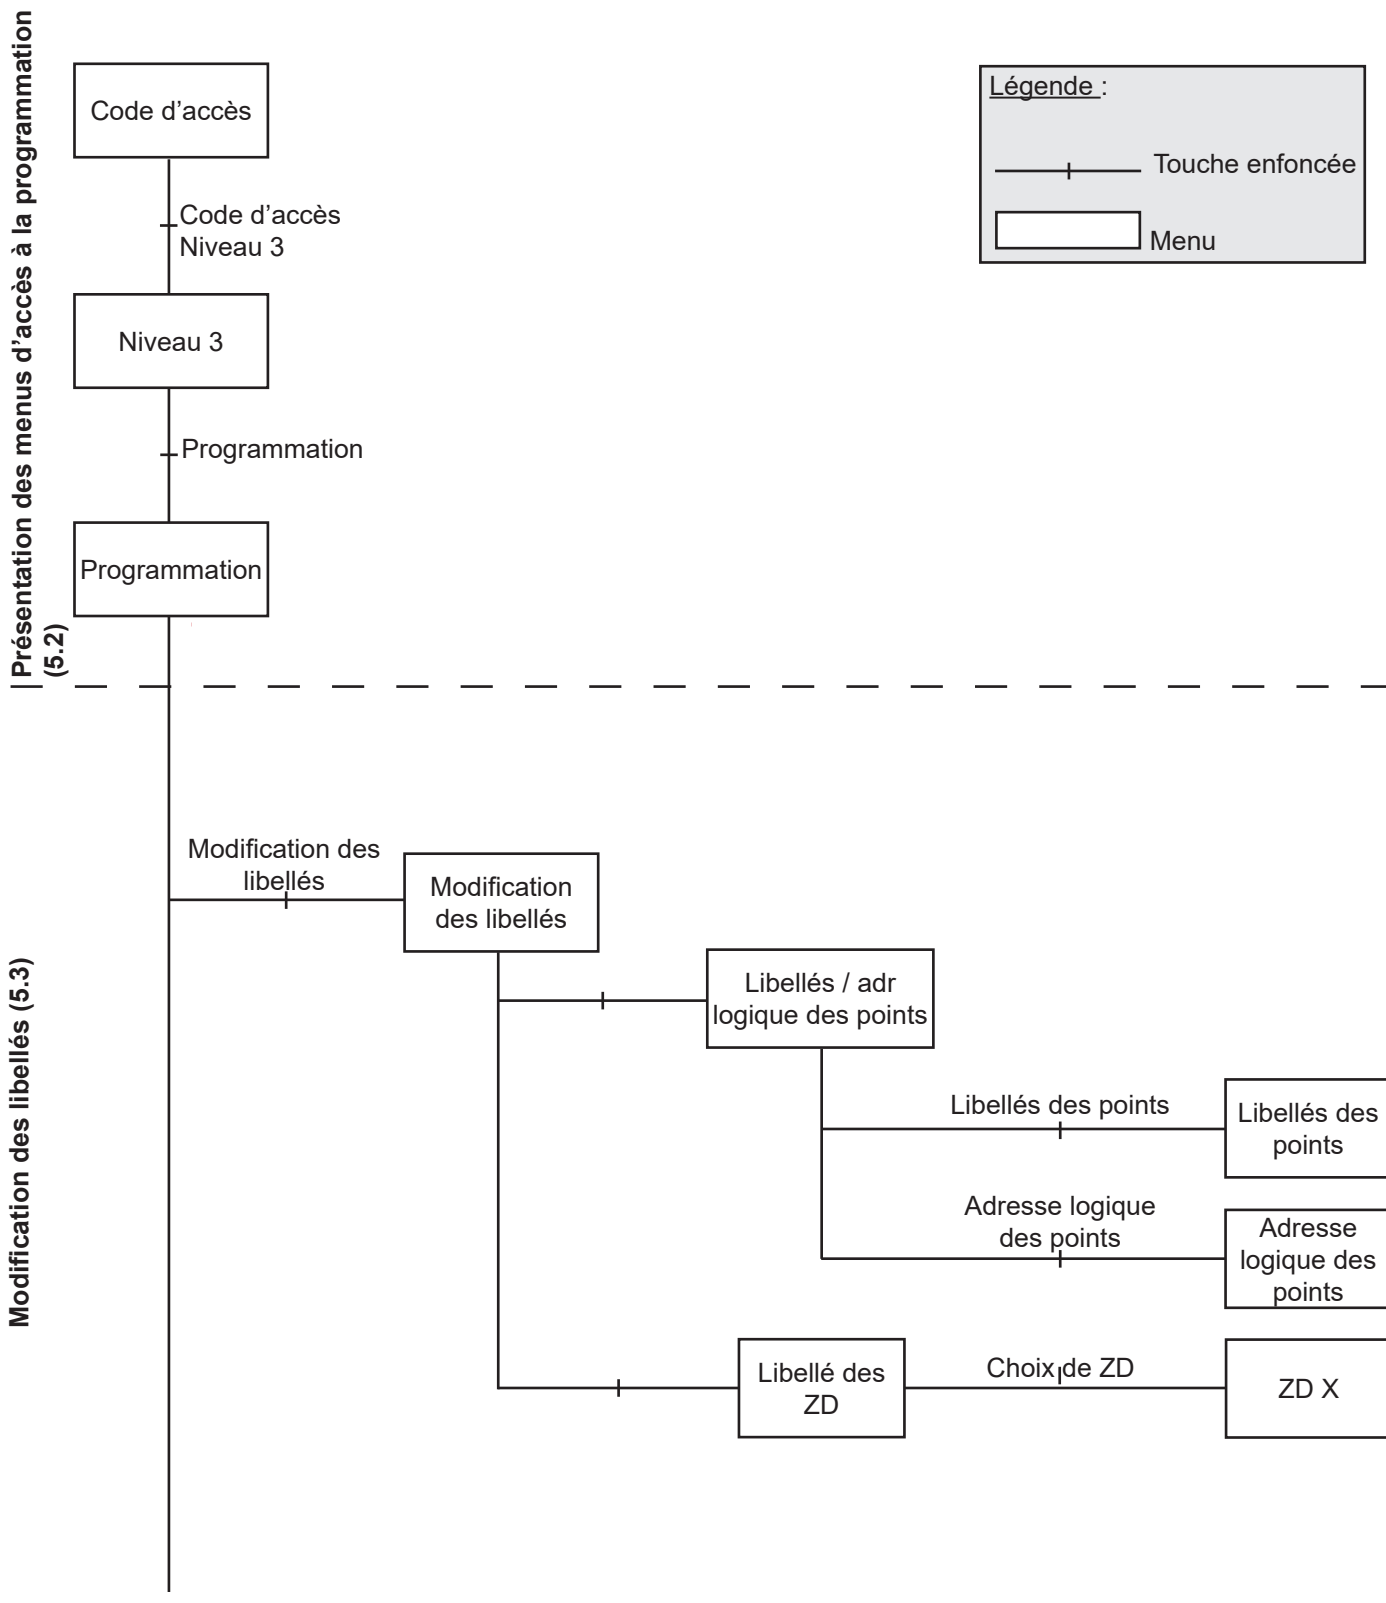 Présentation des menus d’accès à la programmation
(5.2)
Code d’accès
Légende :
Touche enfoncée
Menu
Code d’accès
Niveau 3
Niveau 3
Programmation
Programmation
Modification des libellés (5.3)
Modification des
libellés
Modification
des libellés
Libellés / adr
logique des points
Libellés des points
Libellés des
points
Adresse logique
des points
Adresse
logique des
points
Libellé des
ZD
Choix de ZD
ZD X